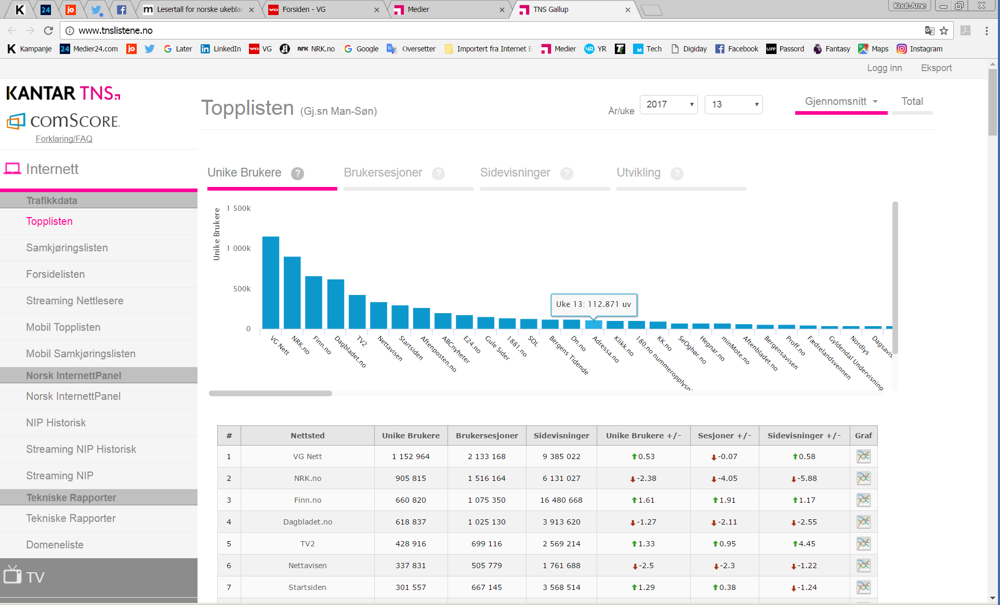 K 24 jo m Lesertall for norske ukebla Forsiden - VG Medier TNS Gallup Knut-Arne
www.tnslistene.no
K Kampanje 24 Medier24.com jo Later LinkedIn VG NRK.no Google Oversetter Importert fra Internet E Medier YR Tech Digiday Facebook Passord Fantasy Maps Instagram
Logg inn Eksport
KANTAR TNS
comSCORE.
Forklaring/FAQ
Topplisten (Gj.sn Man-Søn) År/uke 2017 13 Gjennomsnitt Total
Internett
Trafikkdata
Topplisten
Samkjøringslisten
Forsidelisten
Streaming Nettlesere
Mobil Topplisten
Mobil Samkjøringslisten
Norsk InternettPanel
Norsk InternettPanel
NIP Historisk
Streaming NIP Historisk
Streaming NIP
Tekniske Rapporter
Tekniske Rapporter
Domeneliste
TV
Unike Brukere ? Brukersesjoner ? Sidevisninger ? Utvikling ?
Unike Brukere
1 500k
1 000k
500k
0
Uke 13: 112.871 uv
VG Nett
NRK.no
Finn.no
Dagbladet.no
TV2
Nettavisen
Startsiden
Aftenposten.no
ABCnyheter
E24.no
Gule Sider
1881.no
SOL
Bergens Tidende
Dn.no
Adressa.no
Klikk.no
180.no nummeropplysni
KK.no
SeOghør.no
Hegnar.no
minMote.no
Aftenbladet.no
Bergensavisen
Proff.no
Fædrelandsvennen
Gyldendal Undervisning
Nordlys
Dagsavis
# Nettsted Unike Brukere Brukersesjoner Sidevisninger Unike Brukere +/- Sesjoner +/- Sidevisninger +/- Graf
1 VG Nett 1 152 964 2 133 168 9 385 022 0.53 -0.07 0.58
2 NRK.no 905 815 1 516 164 6 131 027 -2.38 -4.05 -5.88
3 Finn.no 660 820 1 075 350 16 480 668 1.61 1.91 1.17
4 Dagbladet.no 618 837 1 025 130 3 913 620 -1.27 -2.11 -2.55
5 TV2 428 916 699 116 2 569 214 1.33 0.95 4.45
6 Nettavisen 337 831 505 779 1 761 688 -2.5 -2.3 -1.22
7 Startsiden 301 557 667 145 3 568 514 1.29 0.38 -1.24